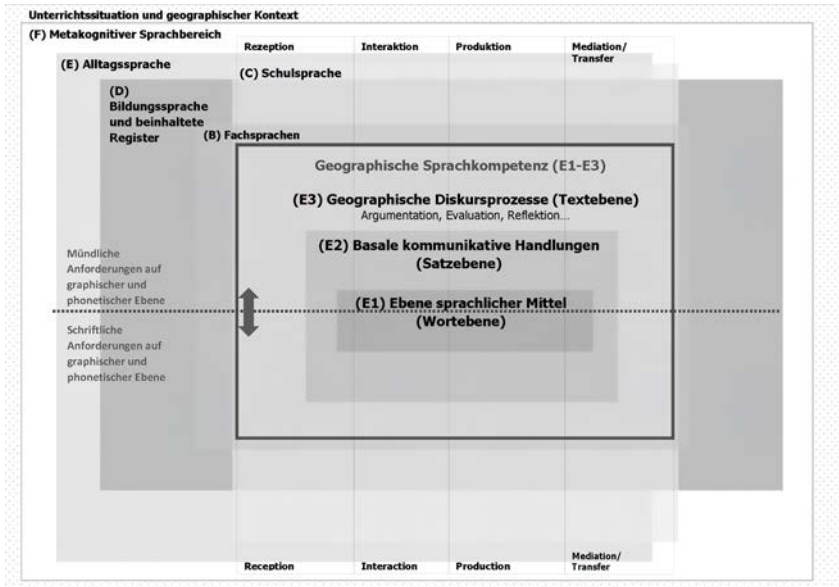 Unterrichtssituation und geographischer Kontext
(F) Metakognitiver Sprachbereich
Rezeption
Interaktion
Produktion
Mediation/
Transfer
(E) Alltagssprache
(C) Schulsprache
(D)
Bildungssprache
und beinhaltete
Register
(B) Fachsprachen
Geographische Sprachkompetenz (E1-E3)
(E3) Geographische Diskursprozesse (Textebene)
Argumentation, Evaluation, Reflektion...
(E2) Basale kommunikative Handlungen
(Satzebene)
Mündliche
Anforderungen auf
graphischer und
phonetischer Ebene
(E1) Ebene sprachlicher Mittel
(Wortebene)
Schriftliche
Anforderungen auf
graphischer und
phonetischer Ebene
Reception
Interaction
Production
Mediation/
Transfer